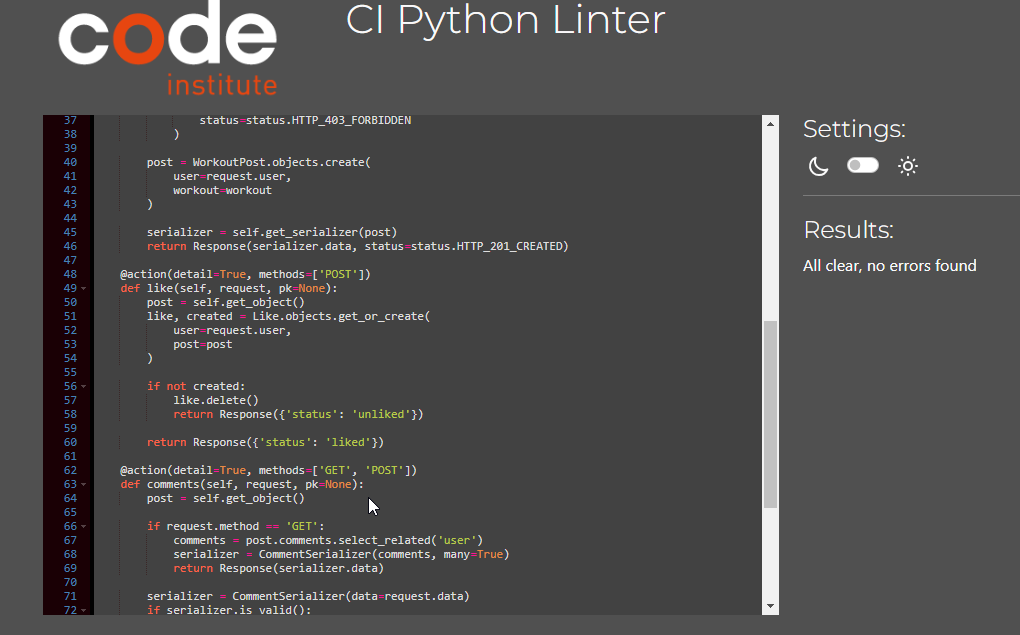 code
institute
CI Python Linter
37 status=status.HTTP_403_FORBIDDEN
38 )
39
40 post = WorkoutPost.objects.create(
41 user=request.user,
42 workout=workout
43 )
44
45 serializer = self.get_serializer(post)
46 return Response(serializer.data, status=status.HTTP_201_CREATED)
47
48 @action(detail=True, methods=['POST'])
49 def like(self, request, pk=None):
50 post = self.get_object()
51 like, created = Like.objects.get_or_create(
52 user=request.user,
53 post=post
54 )
55
56 if not created:
57 like.delete()
58 return Response({'status': 'unliked'})
59
60 return Response({'status': 'liked'})
61
62 @action(detail=True, methods=['GET', 'POST'])
63 def comments(self, request, pk=None):
64 post = self.get_object()
65
66 if request.method == 'GET':
67 comments = post.comments.select_related('user')
68 serializer = CommentSerializer(comments, many=True)
69 return Response(serializer.data)
70
71 serializer = CommentSerializer(data=request.data)
72 if serializer.is_valid():
Settings:
Results:
All clear, no errors found